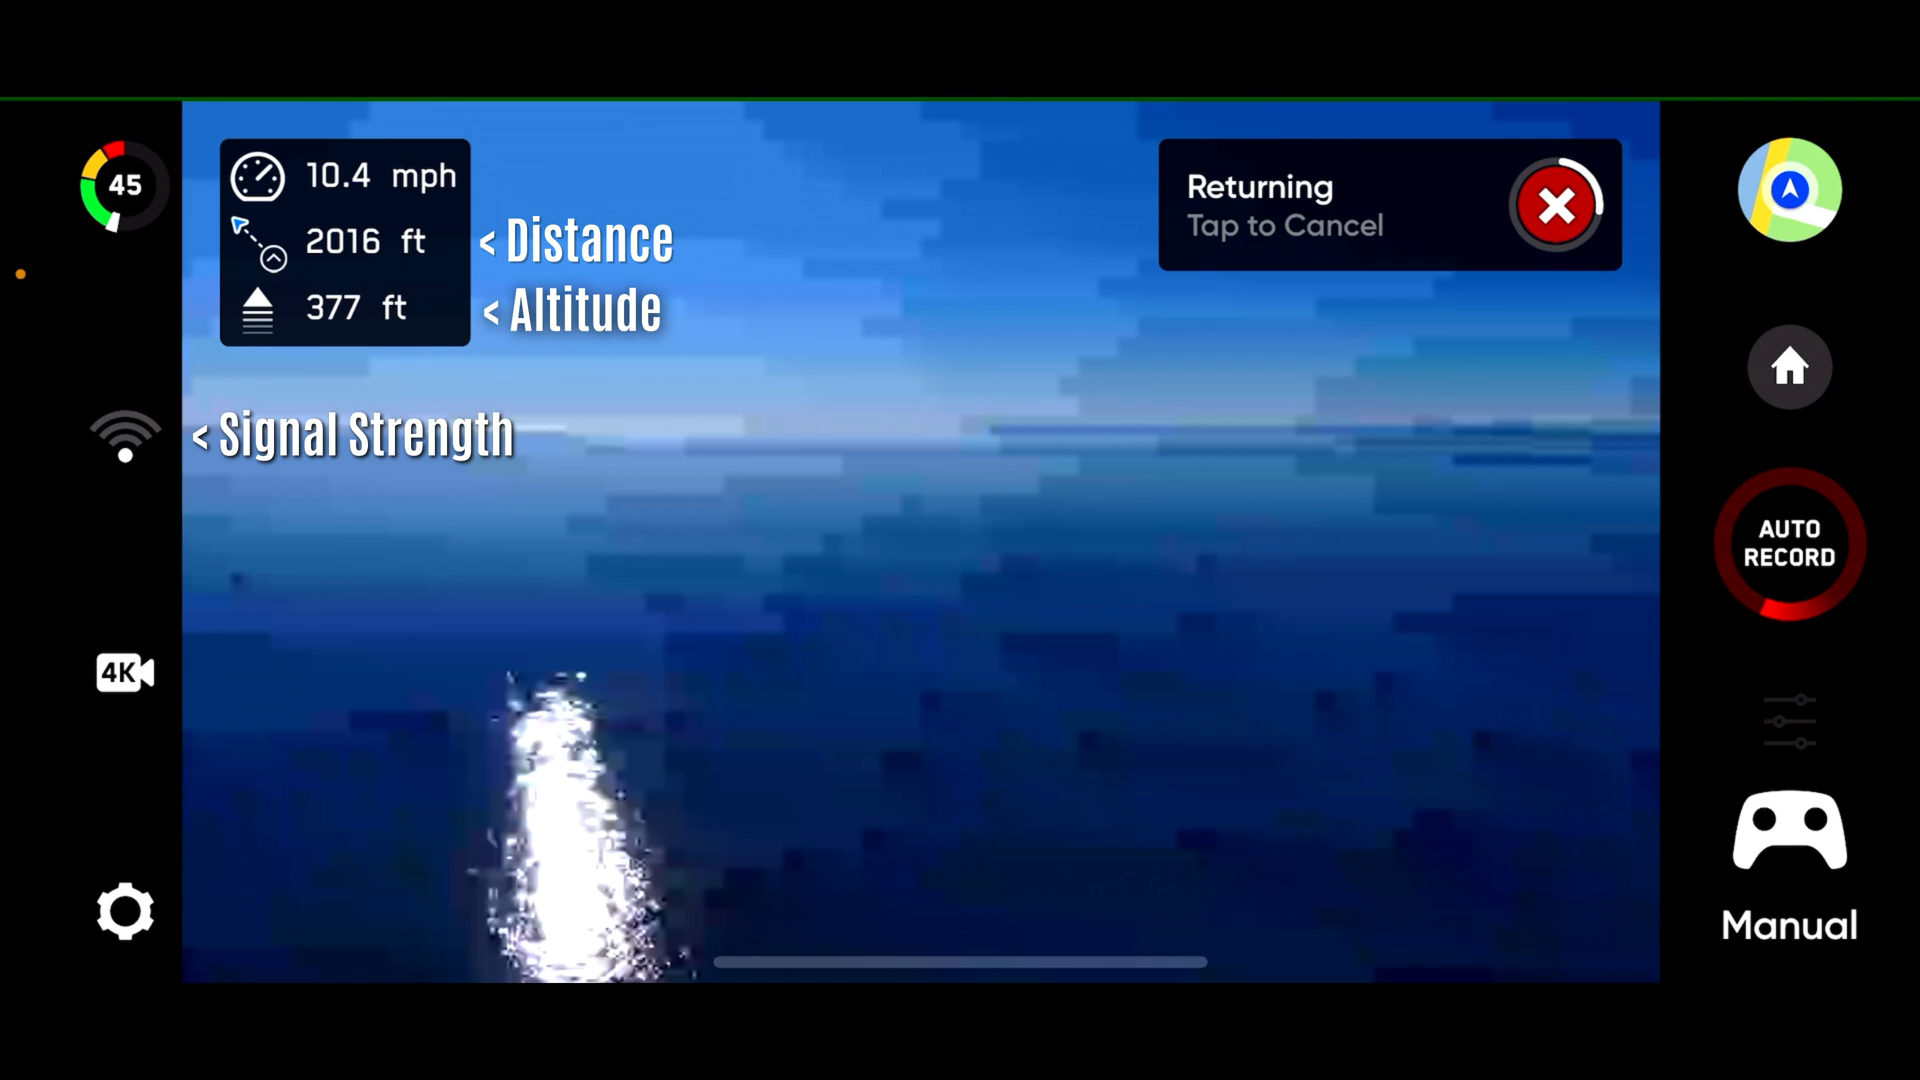 45
10.4 mph
2016 ft
< Distance
377 ft
< Altitude
< Signal Strength
4K
Returning
Tap to Cancel
AUTO
RECORD
Manual